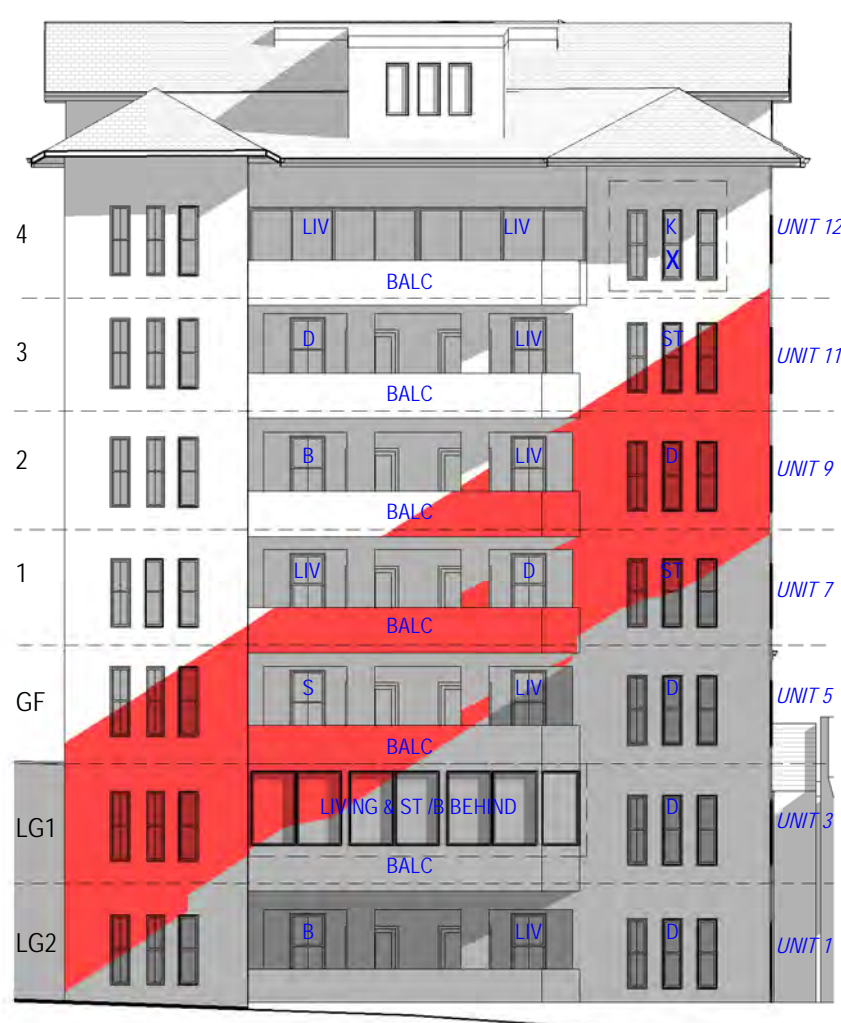 4 LIV LIV K UNIT 12
X
BALC
3 D LIV ST UNIT 11
BALC
2 B LIV D UNIT 9
BALC
1 LIV D ST UNIT 7
BALC
GF S LIV D UNIT 5
BALC
LG1 LIVING & ST /B BEHIND D UNIT 3
BALC
LG2 B LIV D UNIT 1